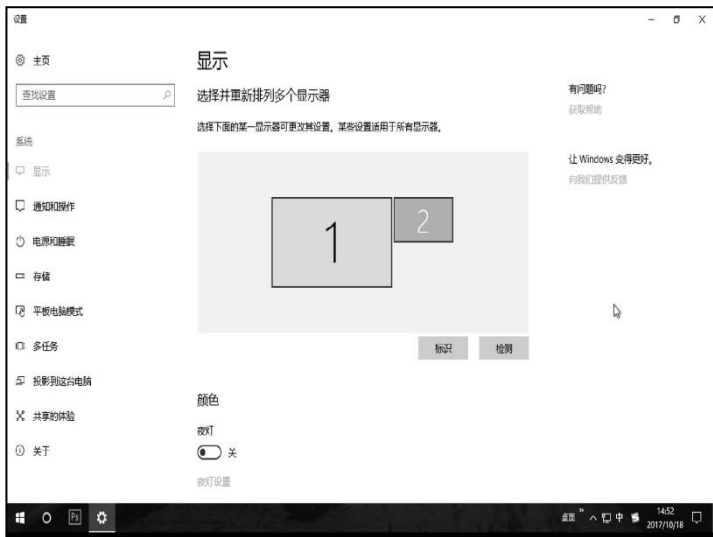 设置
主页
查找设置
系统
显示
通知和操作
电源和睡眠
存储
平板电脑模式
多任务
投影到这台电脑
共享的体验
关于
显示
选择并重新排列多个显示器
选择下面的某一显示器可更改其设置。某些设置适用于所有显示器。
1
2
标识
检测
颜色
夜灯
关
夜灯设置
有问题吗?
获取帮助
让 Windows 变得更好。
向我们提供反馈
Ps
桌面
中
14:52
2017/10/18